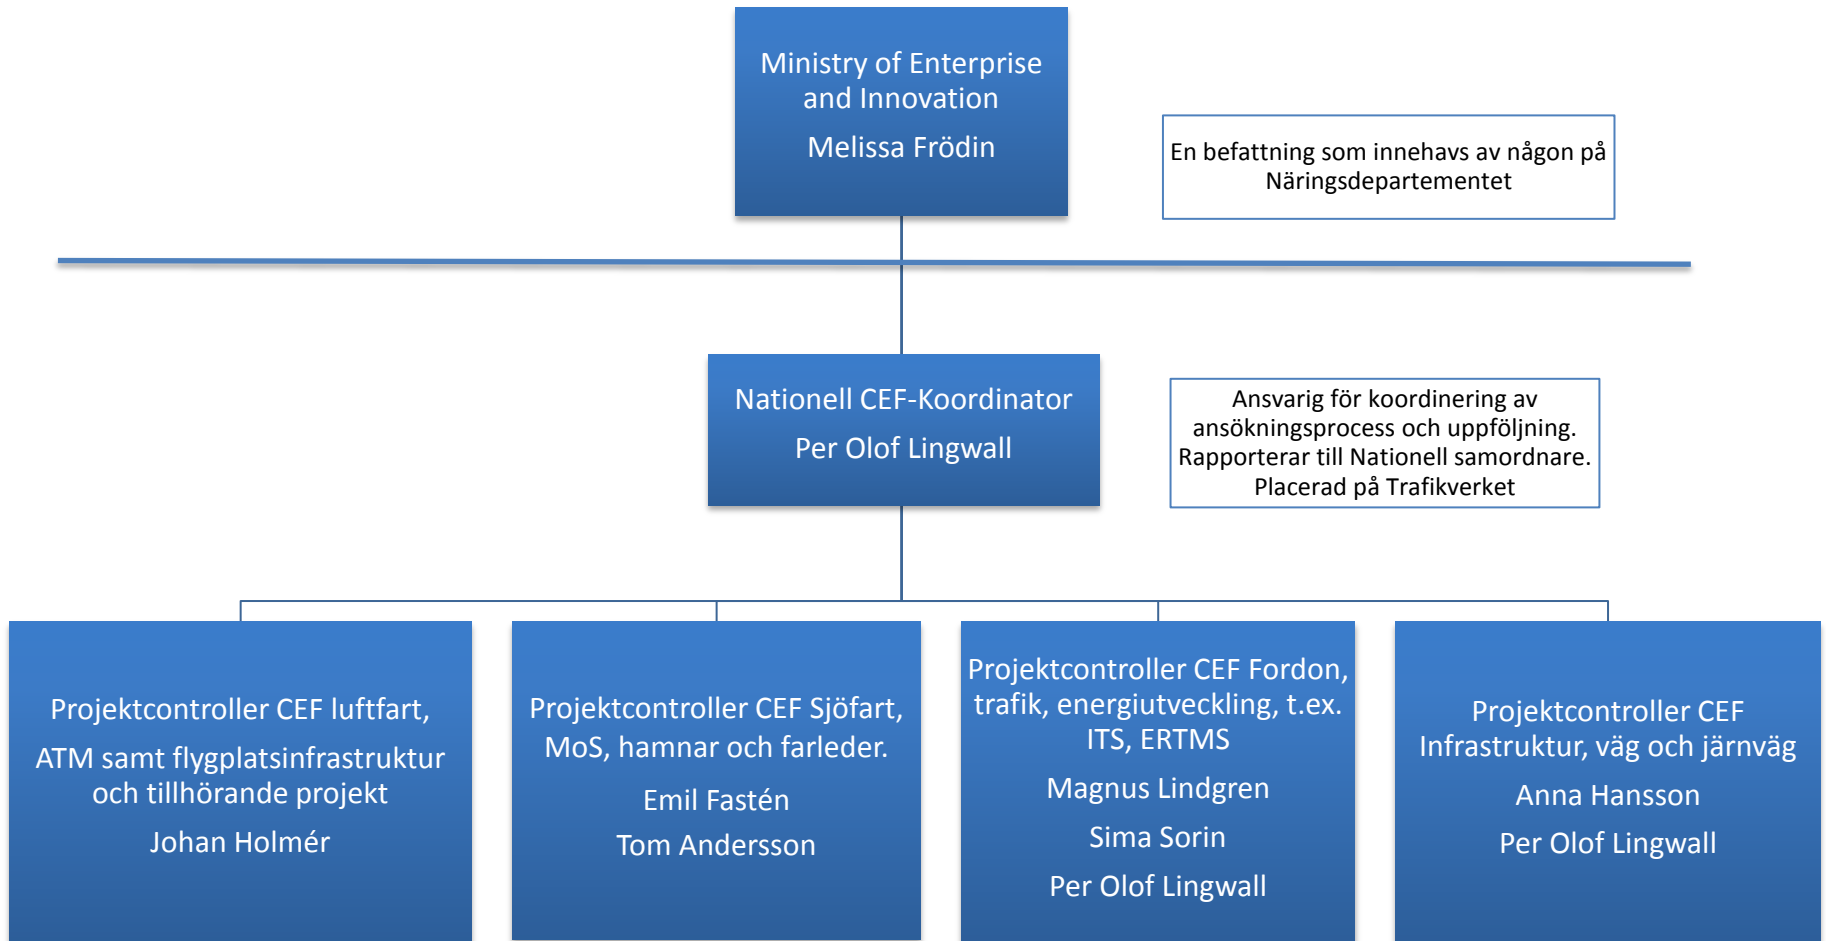 Ministry of Enterprise
and Innovation
Melissa Frödin
En befattning som innehavs av någon på
Näringsdepartementet
Nationell CEF-Koordinator
Per Olof Lingwall
Ansvarig för koordinering av
ansökningsprocess och uppföljning.
Rapporterar till Nationell samordnare.
Placerad på Trafikverket
Projektcontroller CEF luftfart,
ATM samt flygplatsinfrastruktur
och tillhörande projekt
Johan Holmér
Projektcontroller CEF Sjöfart,
MoS, hamnar och farleder.
Emil Fastén
Tom Andersson
Projektcontroller CEF Fordon,
trafik, energiutveckling, t.ex.
ITS, ERTMS
Magnus Lindgren
Sima Sorin
Per Olof Lingwall
Projektcontroller CEF
Infrastruktur, väg och järnväg
Anna Hansson
Per Olof Lingwall